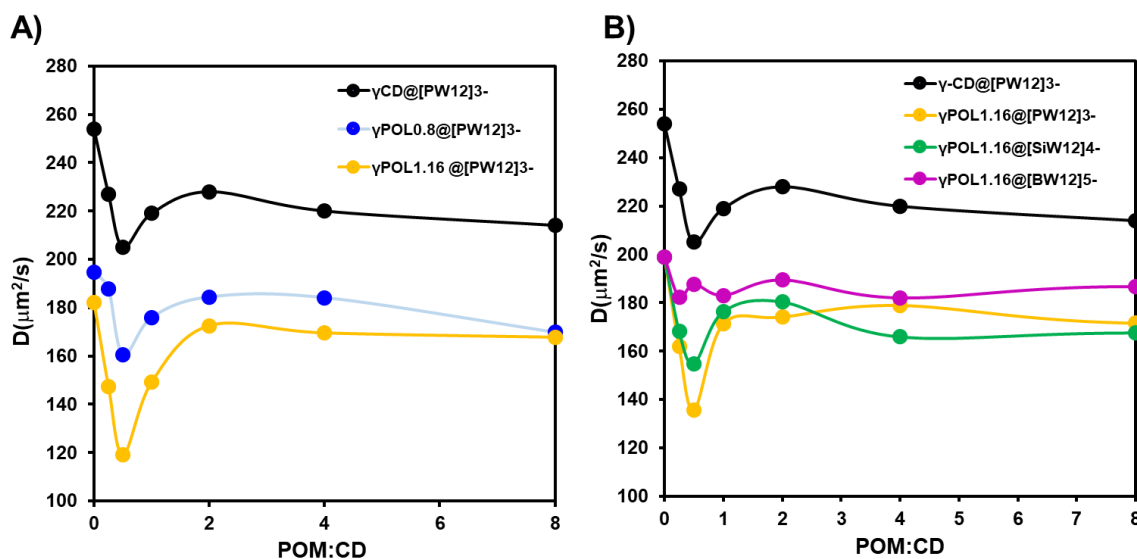 A)
280
260
240
220
200
180
160
140
120
100
D(μm²/s)
0
2
4
6
8
POM:CD
γCD@[PW12]3-
γPOL0.8@[PW12]3-
γPOL1.16 @[PW12]3-
B)
280
260
240
220
200
180
160
140
120
100
D(μm²/s)
0
1
2
3
4
5
6
7
8
POM:CD
γ-CD@[PW12]3-
γPOL1.16@[PW12]3-
γPOL1.16@[SiW12]4-
γPOL1.16@[BW12]5-